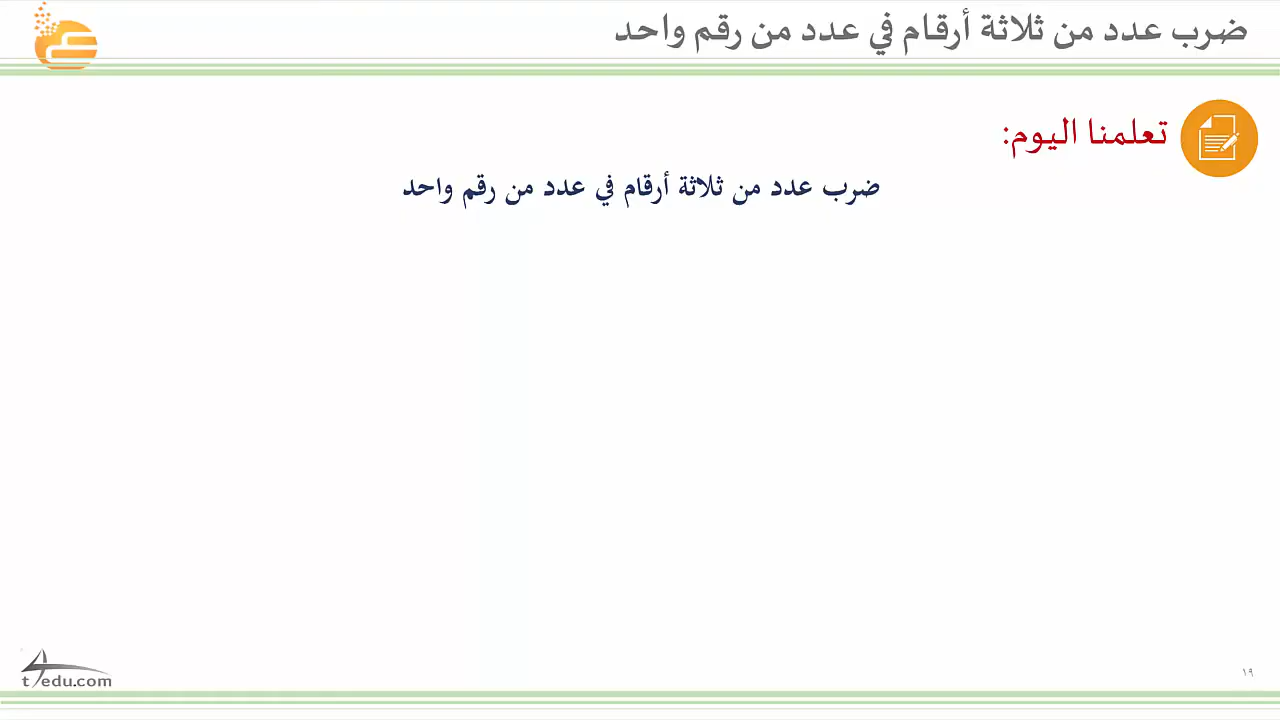 ضرب عدد من ثلاثة أرقام في عدد من رقم واحد
تعلمنا اليوم:
ضرب عدد من ثلاثة أرقام في عدد من رقم واحد
١٩
t4edu.com